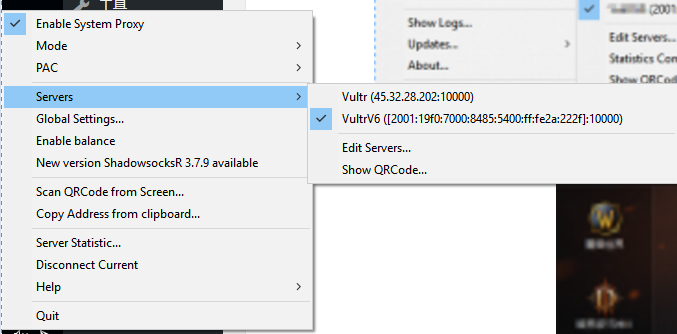 工具
Enable System Proxy
Mode
PAC
Servers
Global Settings...
Enable balance
New version ShadowsocksR 3.7.9 available
Scan QRCode from Screen...
Copy Address from clipboard...
Server Statistic...
Disconnect Current
Help
Quit
Vultr (45.32.28.202:10000)
VultrV6 ([2001:19f0:7000:8485:5400:ff:fe2a:222f]:10000)
Edit Servers...
Show QRCode...
Show Logs...
Updates...
About...
(2001:
Edit Servers...
Statistics Con
Show QRCode